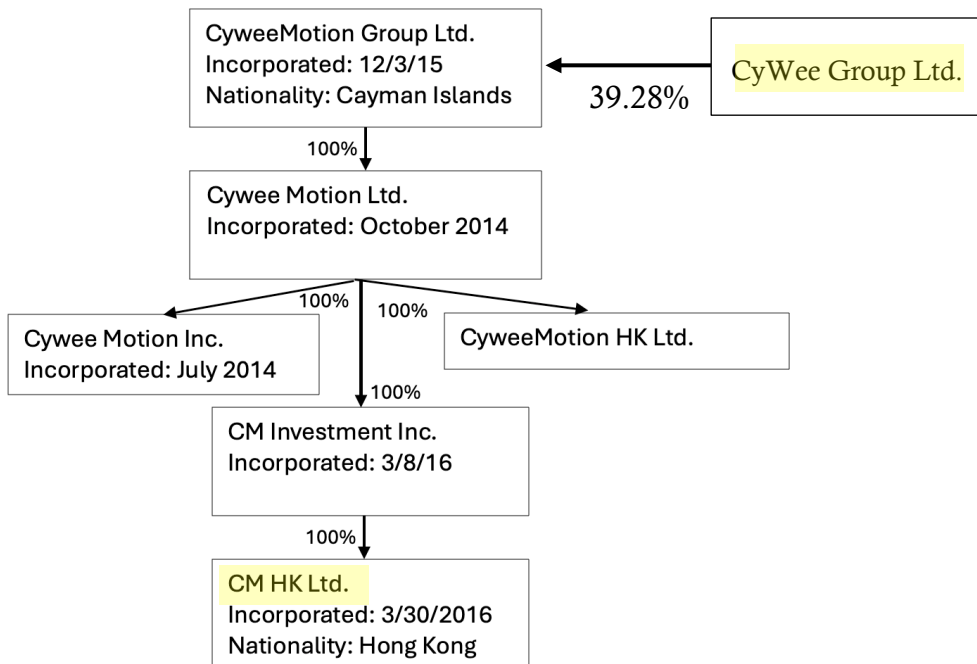 CyweeMotion Group Ltd.
Incorporated: 12/3/15
Nationality: Cayman Islands
CyWee Group Ltd.
39.28%
100%
Cywee Motion Ltd.
Incorporated: October 2014
100%
100%
Cywee Motion Inc.
Incorporated: July 2014
CyweeMotion HK Ltd.
100%
CM Investment Inc.
Incorporated: 3/8/16
100%
CM HK Ltd.
Incorporated: 3/30/2016
Nationality: Hong Kong